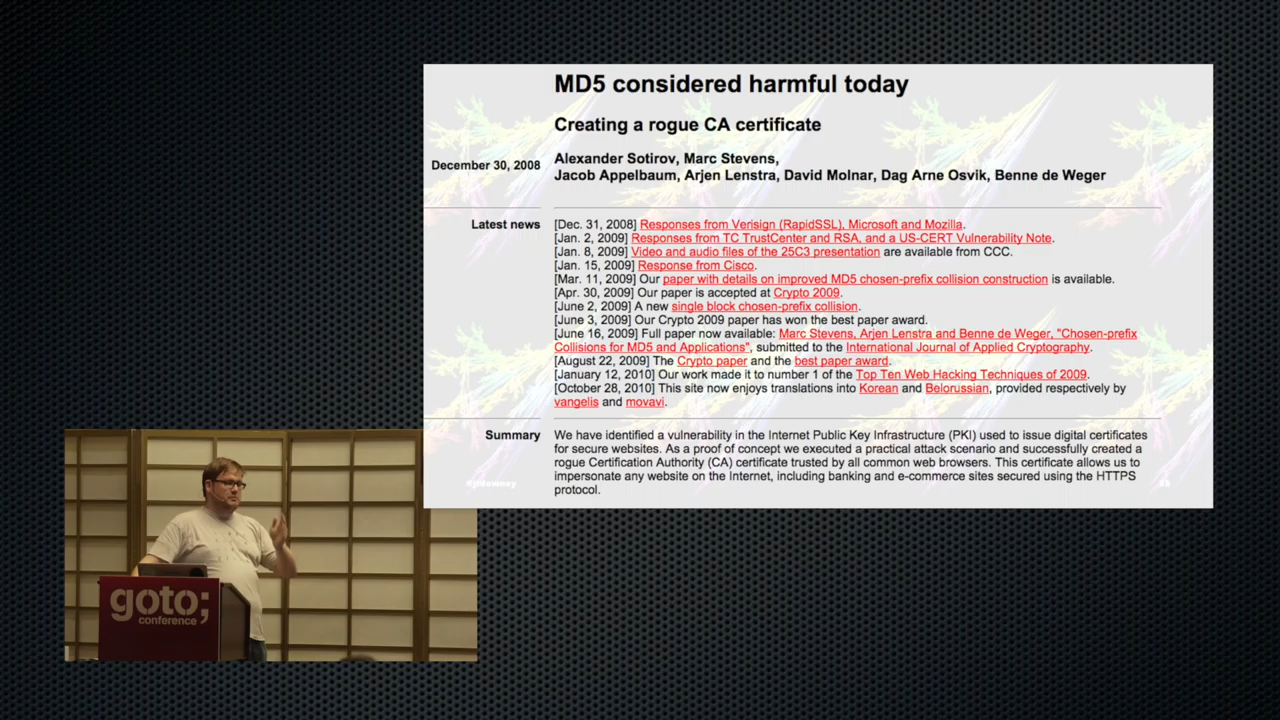 MD5 considered harmful today
Creating a rogue CA certificate
December 30, 2008
Alexander Sotirov, Marc Stevens,
Jacob Appelbaum, Arjen Lenstra, David Molnar, Dag Arne Osvik, Benne de Weger
Latest news
[Dec. 31, 2008] Responses from Verisign (RapidSSL), Microsoft and Mozilla.
[Jan. 2, 2009] Responses from TC TrustCenter and RSA, and a US-CERT Vulnerability Note.
[Jan. 8, 2009] Video and audio files of the 25C3 presentation are available from CCC.
[Jan. 15, 2009] Response from Cisco.
[Mar. 11, 2009] Our paper with details on improved MD5 chosen-prefix collision construction is available.
[Apr. 30, 2009] Our paper is accepted at Crypto 2009.
[June 2, 2009] A new single block chosen-prefix collision.
[June 3, 2009] Our Crypto 2009 paper has won the best paper award.
[June 16, 2009] Full paper now available: Marc Stevens, Arjen Lenstra and Benne de Weger, "Chosen-prefix
Collisions for MD5 and Applications", submitted to the International Journal of Applied Cryptography.
[August 22, 2009] The Crypto paper and the best paper award.
[January 12, 2010] Our work made it to number 1 of the Top Ten Web Hacking Techniques of 2009.
[October 28, 2010] This site now enjoys translations into Korean and Belorussian, provided respectively by
vangelis and movavi.
Summary
We have identified a vulnerability in the Internet Public Key Infrastructure (PKI) used to issue digital certificates
for secure websites. As a proof of concept we executed a practical attack scenario and successfully created a
rogue Certification Authority (CA) certificate trusted by all common web browsers. This certificate allows us to
impersonate any website on the Internet, including banking and e-commerce sites secured using the HTTPS
protocol.
goto;
conference